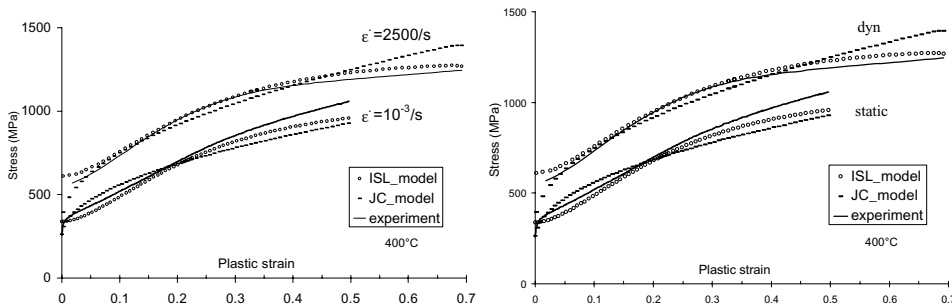 1500
1000
500
0
Stress (MPa)
ε˙=2500/s
ε˙=10⁻³/s
ISL_model
JC_model
experiment
400°C
Plastic strain
0 0.1 0.2 0.3 0.4 0.5 0.6 0.7
1500
1000
500
0
Stress (MPa)
dyn
static
ISL_model
JC_model
experiment
400°C
Plastic strain
0 0.1 0.2 0.3 0.4 0.5 0.6 0.7